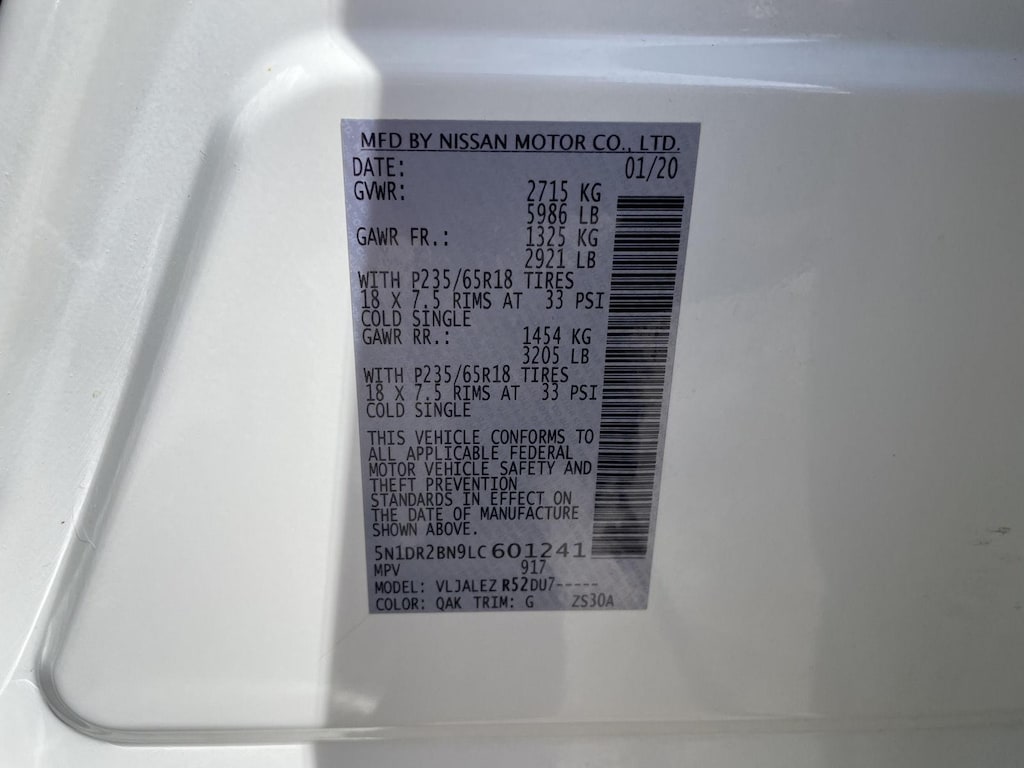 MFD BY NISSAN MOTOR CO., LTD.
DATE: 01/20
GVWR: 2715 KG
5986 LB
GAWR FR.: 1325 KG
2921 LB
WITH P235/65R18 TIRES
18 X 7.5 RIMS AT 33 PSI
COLD SINGLE
GAWR RR.: 1454 KG
3205 LB
WITH P235/65R18 TIRES
18 X 7.5 RIMS AT 33 PSI
COLD SINGLE
THIS VEHICLE CONFORMS TO
ALL APPLICABLE FEDERAL
MOTOR VEHICLE SAFETY AND
THEFT PREVENTION
STANDARDS IN EFFECT ON
THE DATE OF MANUFACTURE
SHOWN ABOVE.
5N1DR2BN9LC601241
MPV 917
MODEL: VLJALEZ R52DU7-----
COLOR: QAK TRIM: G ZS30A